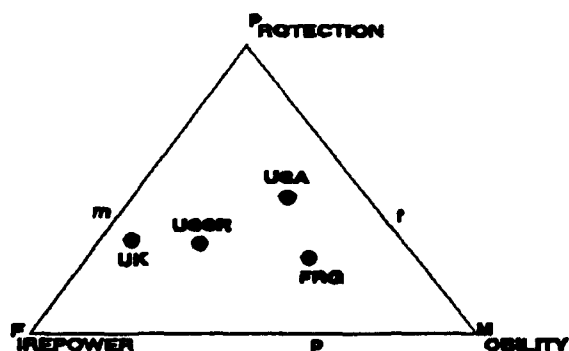 PROTECTION
USA
m
f
USSR
UK
FRG
FIREPOWER
p
MOBILITY